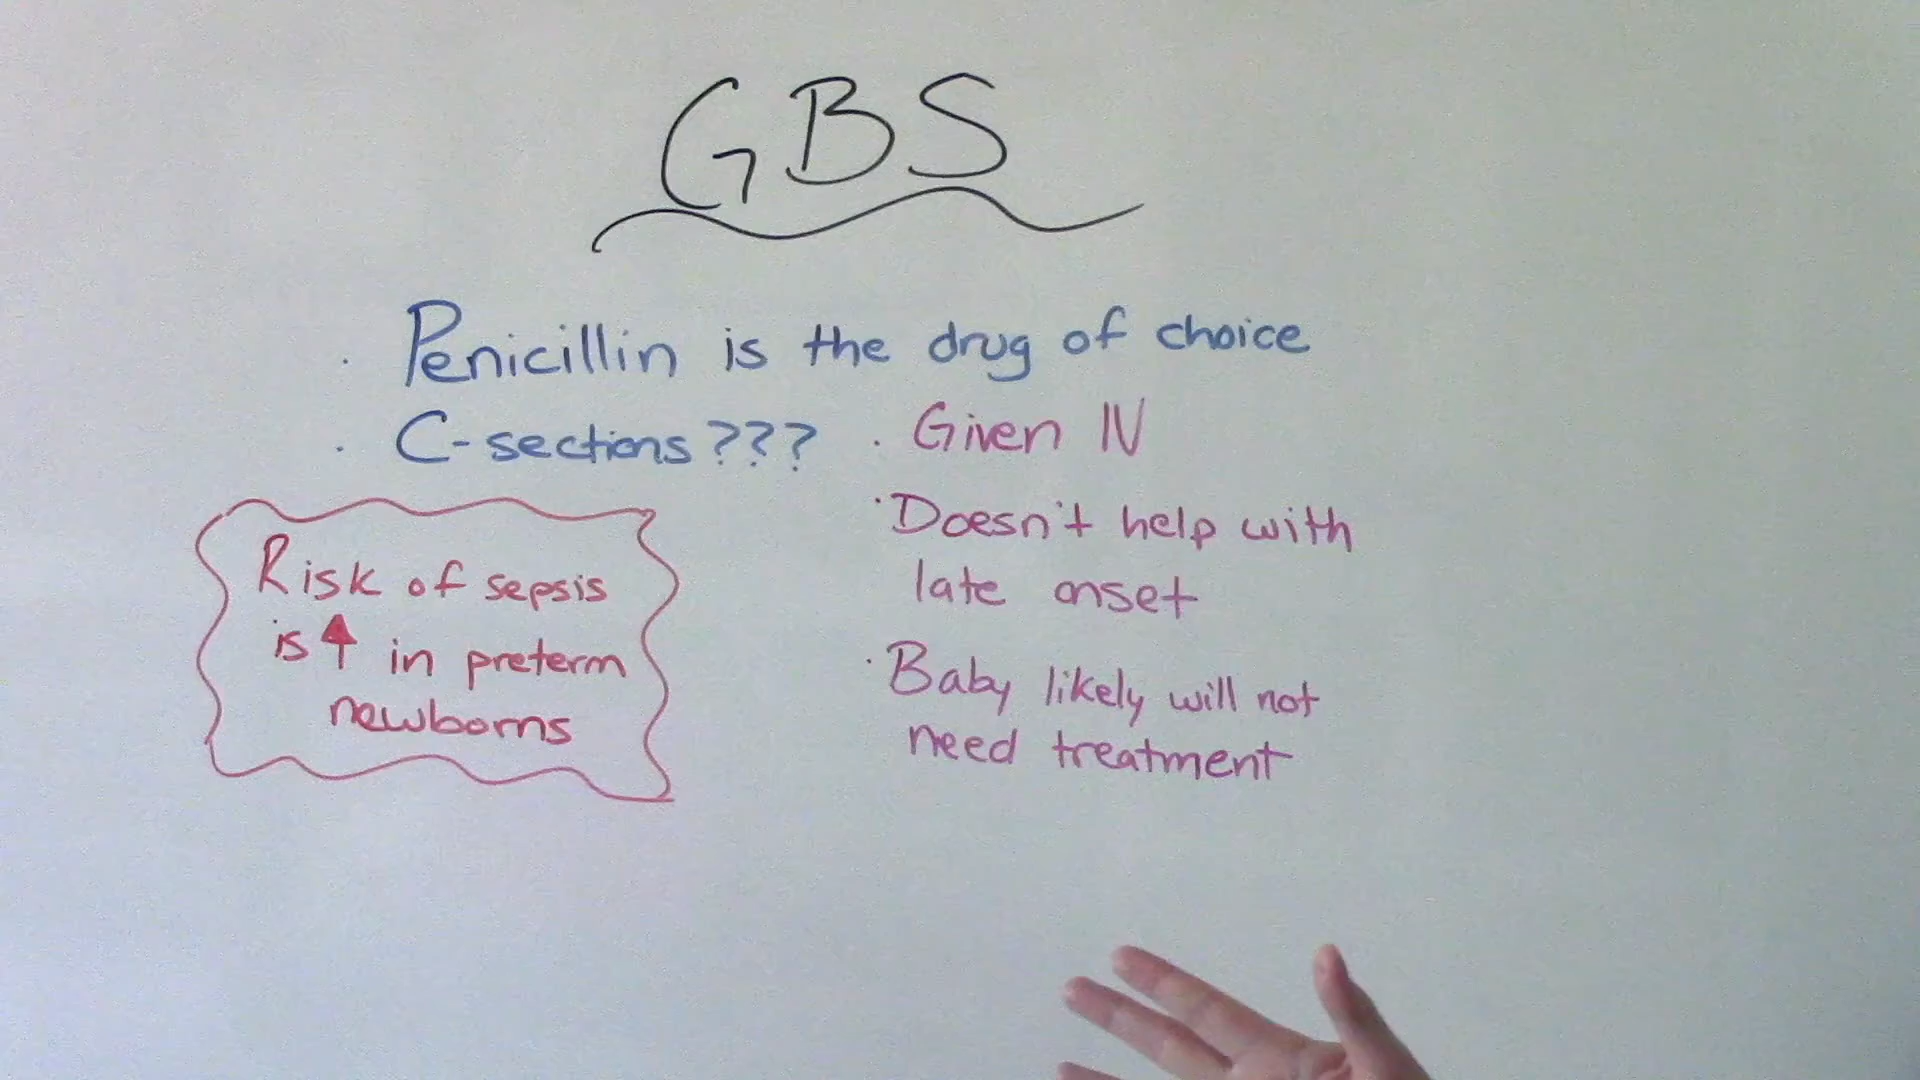 GBS
· Penicillin is the drug of choice
· C-sections???
· Given IV
· Doesn't help with
late onset
· Baby likely will not
need treatment
Risk of sepsis
is ↑ in preterm
newborns